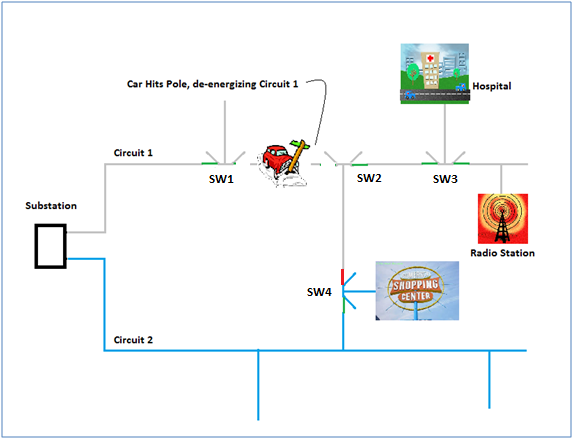 Car Hits Pole, de-energizing Circuit 1
Hospital
Circuit 1
SW1
SW2
SW3
Substation
Radio Station
SW4
SHOPPING
CENTER
Circuit 2